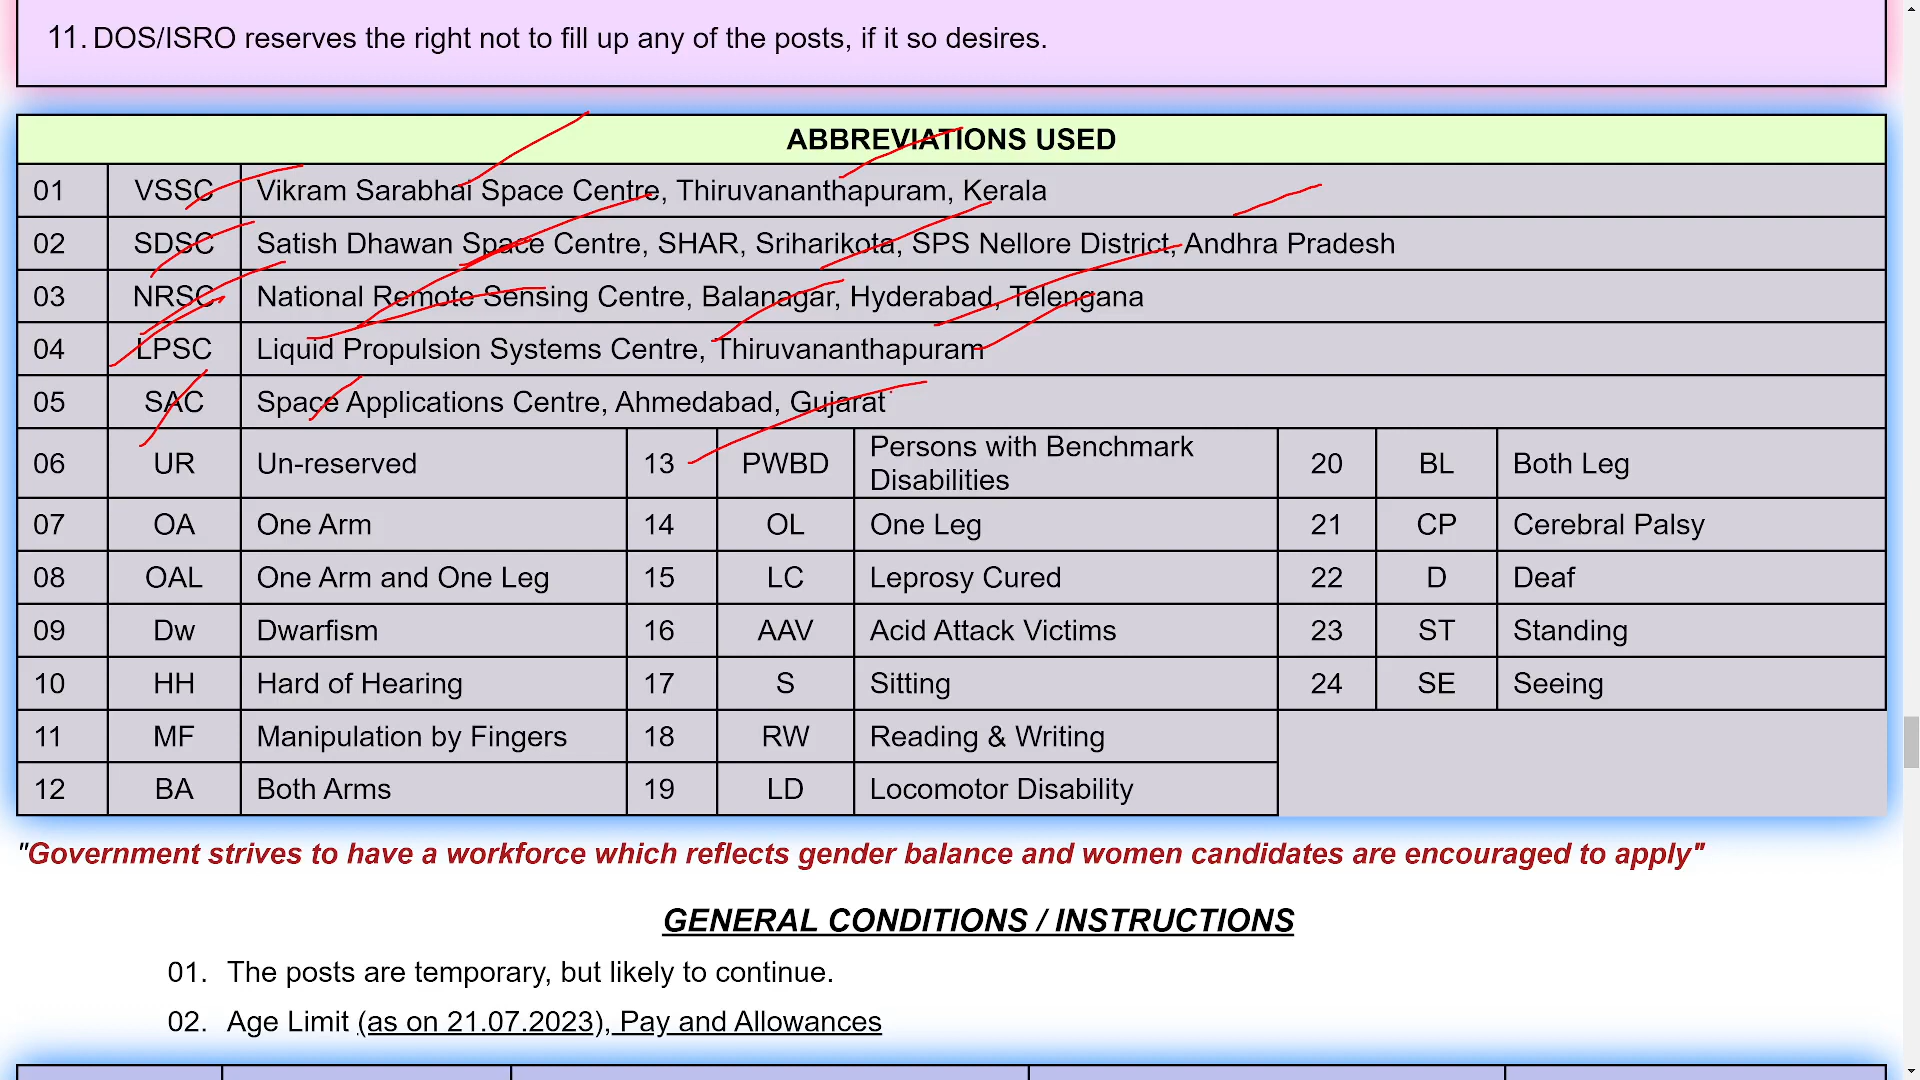 11. DOS/ISRO reserves the right not to fill up any of the posts, if it so desires.
ABBREVIATIONS USED
01 VSSC Vikram Sarabhai Space Centre, Thiruvananthapuram, Kerala
02 SDSC Satish Dhawan Space Centre, SHAR, Sriharikota, SPS Nellore District, Andhra Pradesh
03 NRSC National Remote Sensing Centre, Balanagar, Hyderabad, Telengana
04 LPSC Liquid Propulsion Systems Centre, Thiruvananthapuram
05 SAC Space Applications Centre, Ahmedabad, Gujarat
06 UR Un-reserved 13 PWBD Persons with Benchmark Disabilities 20 BL Both Leg
07 OA One Arm 14 OL One Leg 21 CP Cerebral Palsy
08 OAL One Arm and One Leg 15 LC Leprosy Cured 22 D Deaf
09 Dw Dwarfism 16 AAV Acid Attack Victims 23 ST Standing
10 HH Hard of Hearing 17 S Sitting 24 SE Seeing
11 MF Manipulation by Fingers 18 RW Reading & Writing
12 BA Both Arms 19 LD Locomotor Disability
"Government strives to have a workforce which reflects gender balance and women candidates are encouraged to apply"
GENERAL CONDITIONS / INSTRUCTIONS
01. The posts are temporary, but likely to continue.
02. Age Limit (as on 21.07.2023), Pay and Allowances